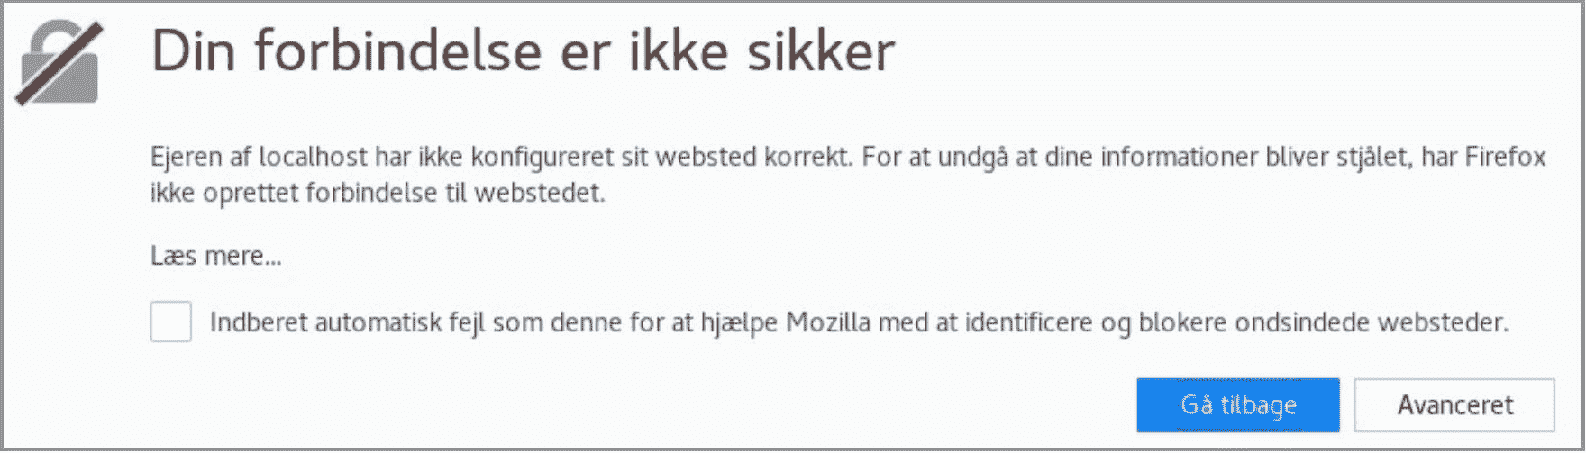 Din forbindelse er ikke sikker
Ejeren af localhost har ikke konfigureret sit websted korrekt. For at undgå at dine informationer bliver stjålet, har Firefox
ikke oprettet forbindelse til webstedet.
Læs mere...
Indberet automatisk fejl som denne for at hjælpe Mozilla med at identificere og blokere ondsindede websteder.
Gå tilbage
Avanceret